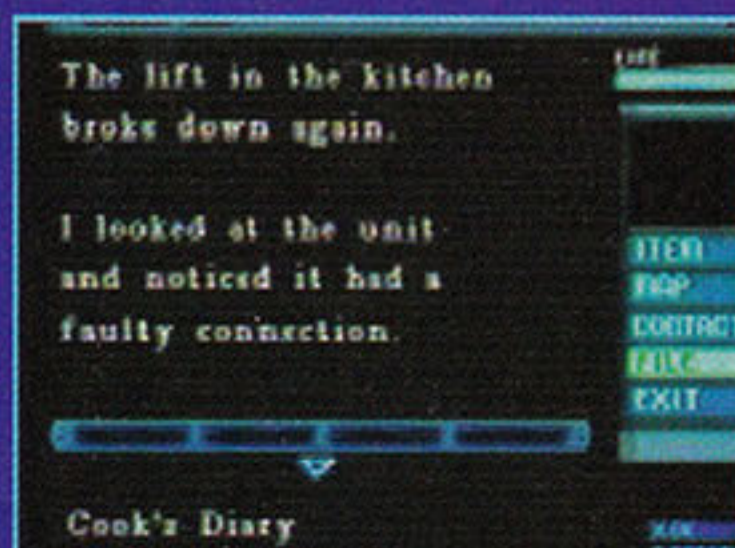 The lift in the kitchen
broke down again.
I looked at the unit
and noticed it had a
faulty connection.
Cook's Diary
LIFE
ITEM
MAP
CONTACT
FILE
EXIT